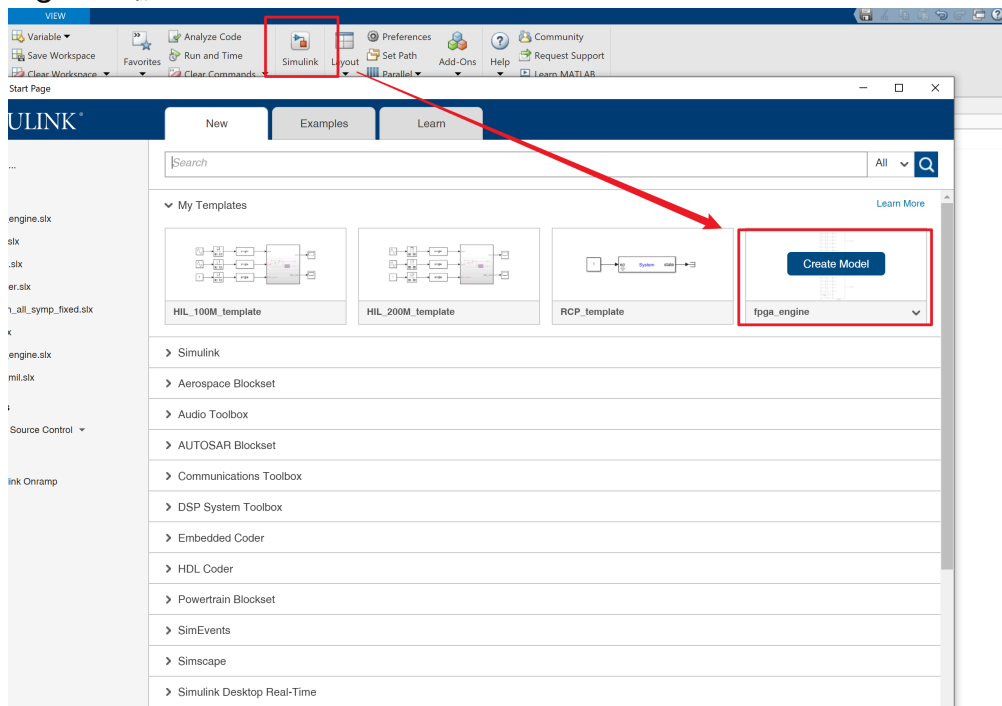 VIEW
Variable
Save Workspace
Clear Workspace
Favorites
Analyze Code
Run and Time
Clear Commands
Simulink
Layout
Preferences
Set Path
Parallel
Add-Ons
Help
Community
Request Support
Learn MATLAB
Start Page
ULINK®
New
Examples
Learn
...
Search
All
engine.slx
slx
.slx
er.slx
n_all_symp_fixed.slx
x
engine.slx
mil.slx
s
Source Control
ink Onramp
My Templates
Learn More
Create Model
HIL_100M_template
HIL_200M_template
RCP_template
fpga_engine
Simulink
Aerospace Blockset
Audio Toolbox
AUTOSAR Blockset
Communications Toolbox
DSP System Toolbox
Embedded Coder
HDL Coder
Powertrain Blockset
SimEvents
Simscape
Simulink Desktop Real-Time